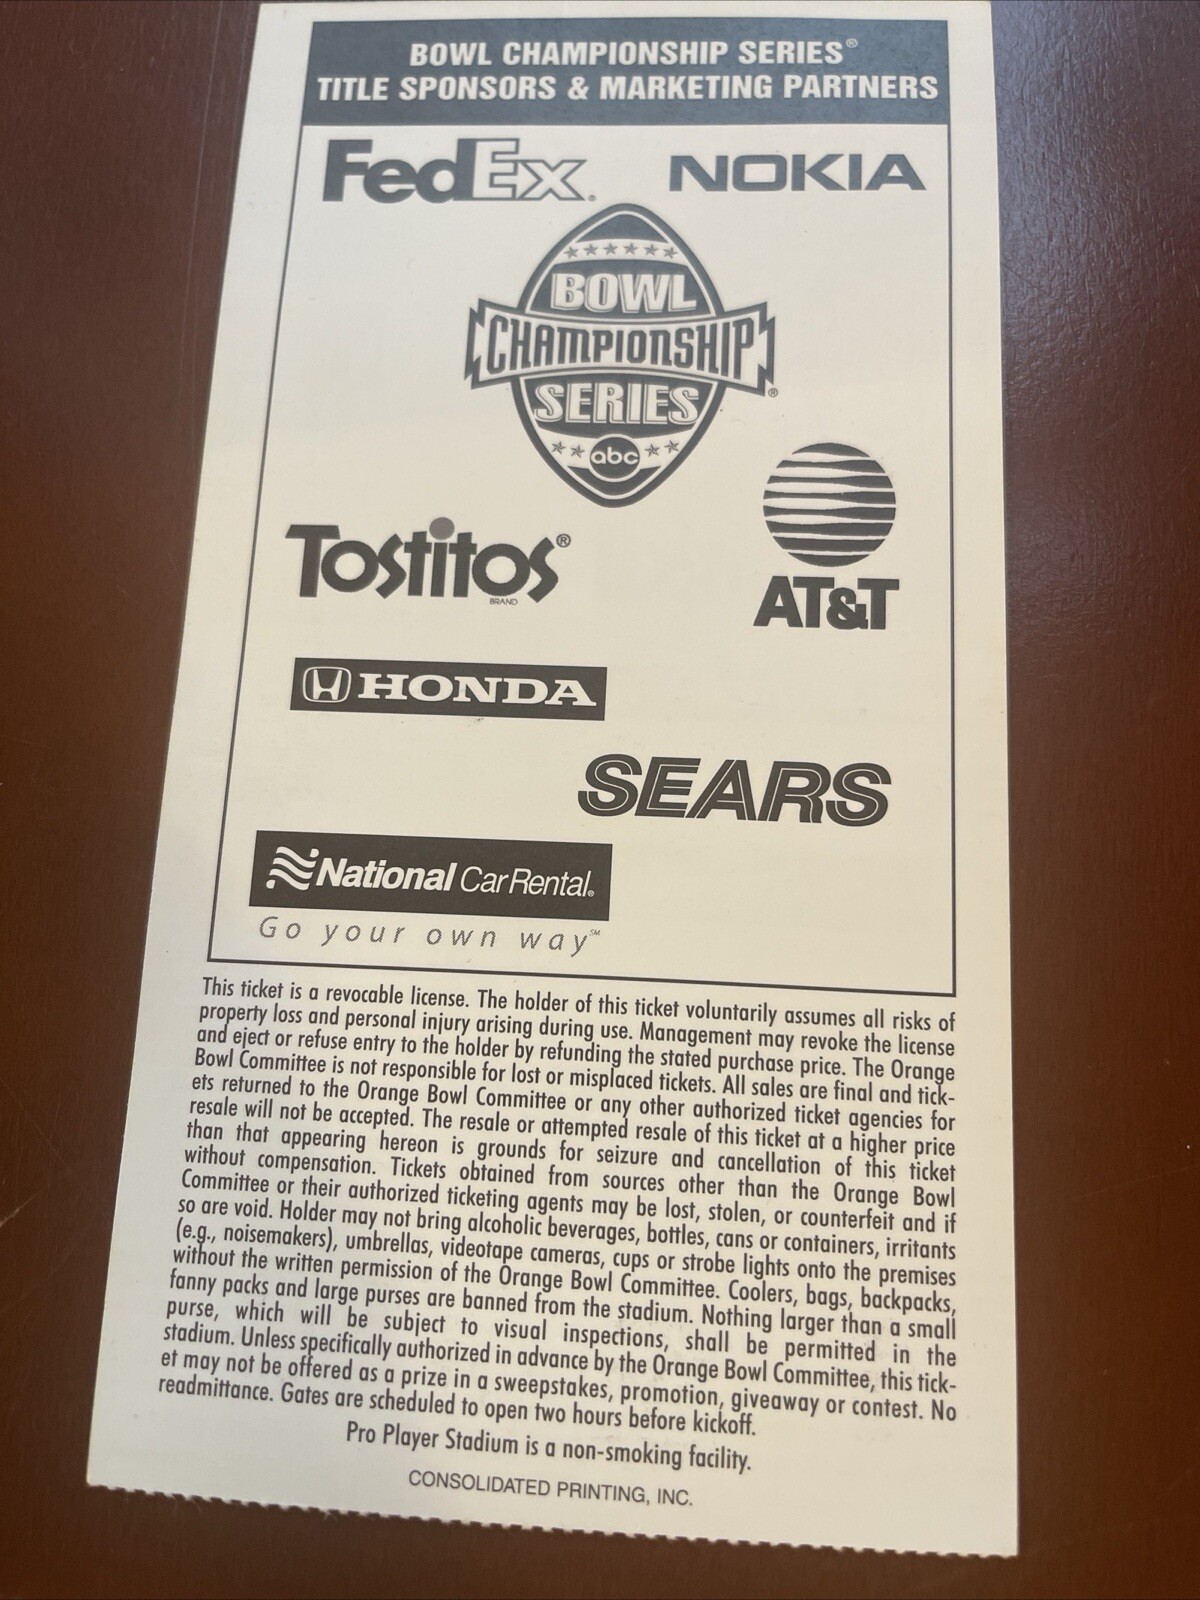 BOWL CHAMPIONSHIP SERIES®
TITLE SPONSORS & MARKETING PARTNERS
FedEx®
NOKIA
BOWL
CHAMPIONSHIP
SERIES
®
abc
AT&T
Tostitos®
BRAND
HONDA
SEARS
National Car Rental®
Go your own way℠
This ticket is a revocable license. The holder of this ticket voluntarily assumes all risks of
property loss and personal injury arising during use. Management may revoke the license
and eject or refuse entry to the holder by refunding the stated purchase price. The Orange
Bowl Committee is not responsible for lost or misplaced tickets. All sales are final and tick-
ets returned to the Orange Bowl Committee or any other authorized ticket agencies for
resale will not be accepted. The resale or attempted resale of this ticket at a higher price
than that appearing hereon is grounds for seizure and cancellation of this ticket
without compensation. Tickets obtained from sources other than the Orange Bowl
Committee or their authorized ticketing agents may be lost, stolen, or counterfeit and if
so are void. Holder may not bring alcoholic beverages, bottles, cans or containers, irritants
(e.g., noisemakers), umbrellas, videotape cameras, cups or strobe lights onto the premises
without the written permission of the Orange Bowl Committee. Coolers, bags, backpacks,
fanny packs and large purses are banned from the stadium. Nothing larger than a small
purse, which will be subject to visual inspections, shall be permitted in the
stadium. Unless specifically authorized in advance by the Orange Bowl Committee, this tick-
et may not be offered as a prize in a sweepstakes, promotion, giveaway or contest. No
readmittance. Gates are scheduled to open two hours before kickoff.
Pro Player Stadium is a non-smoking facility.
CONSOLIDATED PRINTING, INC.